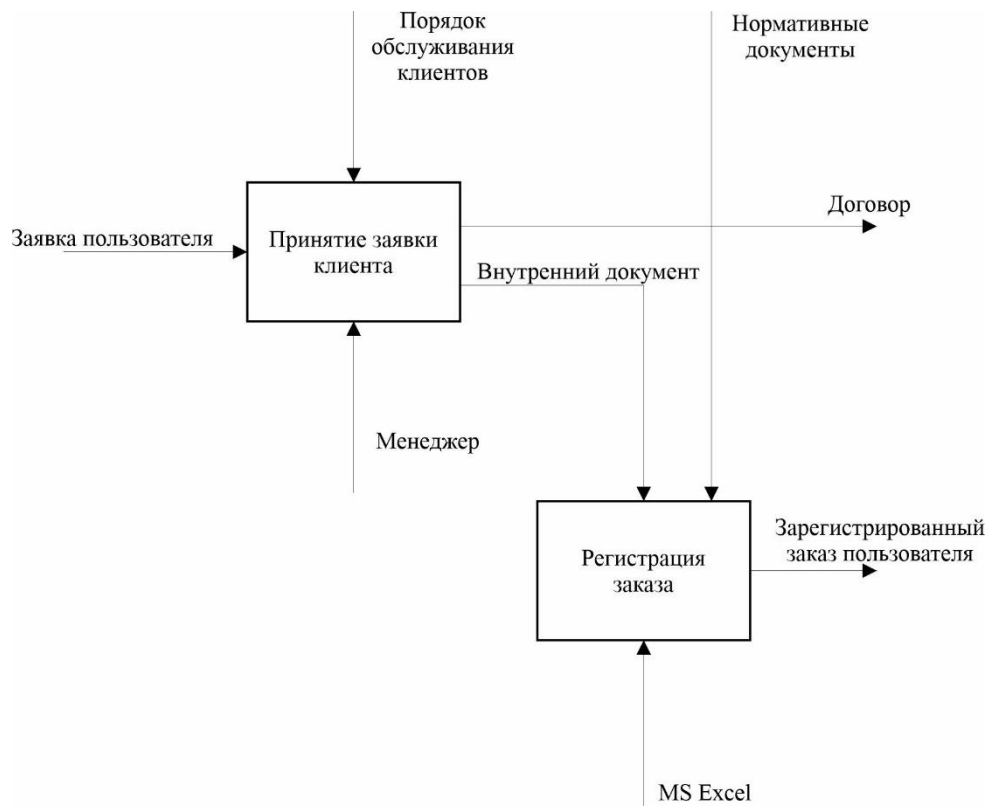 Порядок
обслуживания
клиентов
Нормативные
документы
Договор
Заявка пользователя
Принятие заявки
клиента
Внутренний документ
Менеджер
Зарегистрированный
заказ пользователя
Регистрация
заказа
MS Excel